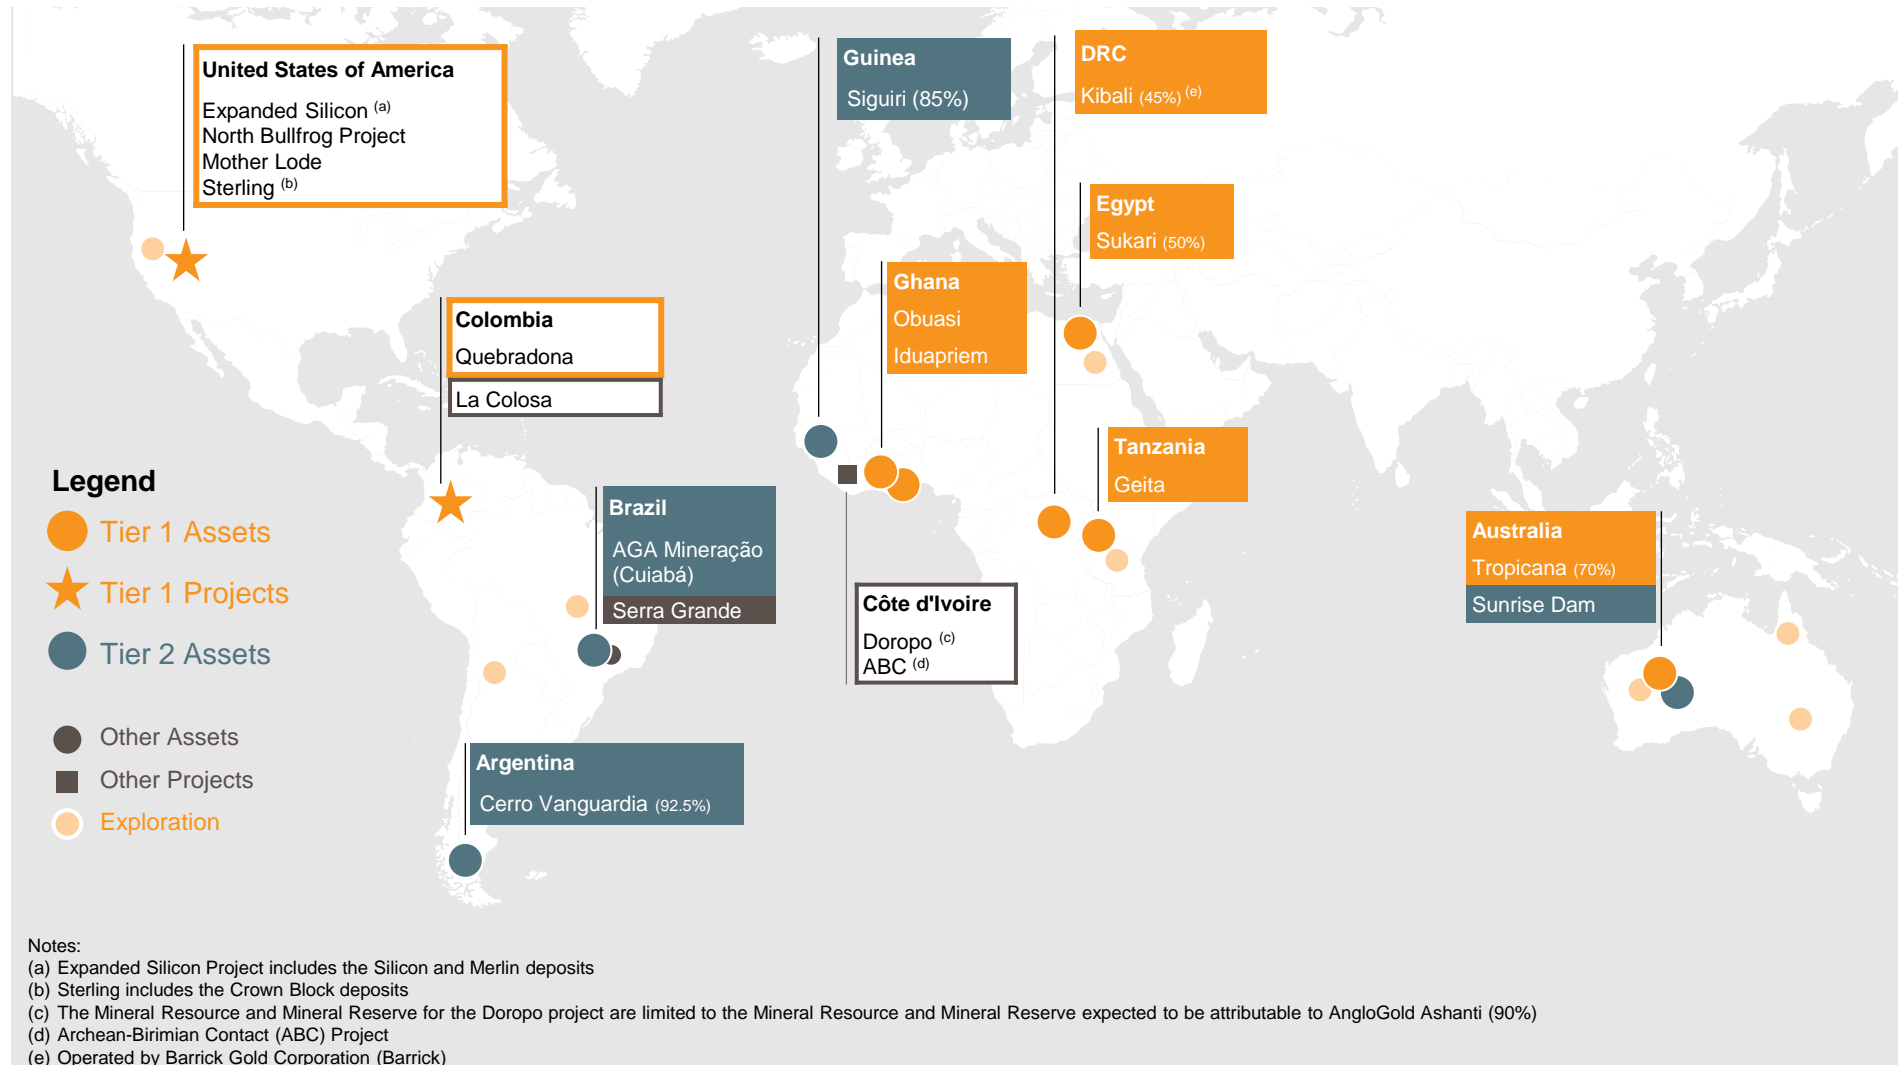 United States of America
Expanded Silicon (a)
North Bullfrog Project
Mother Lode
Sterling (b)
Guinea
Siguiri (85%)
DRC
Kibali (45%) (e)
Egypt
Sukari (50%)
Ghana
Obuasi
Iduapriem
Colombia
Quebradona
La Colosa
Tanzania
Geita
Legend
Tier 1 Assets
Tier 1 Projects
Tier 2 Assets
Other Assets
Other Projects
Exploration
Brazil
AGA Mineração
(Cuiabá)
Serra Grande
Côte d'Ivoire
Doropo (c)
ABC (d)
Australia
Tropicana (70%)
Sunrise Dam
Argentina
Cerro Vanguardia (92.5%)
Notes:
(a) Expanded Silicon Project includes the Silicon and Merlin deposits
(b) Sterling includes the Crown Block deposits
(c) The Mineral Resource and Mineral Reserve for the Doropo project are limited to the Mineral Resource and Mineral Reserve expected to be attributable to AngloGold Ashanti (90%)
(d) Archean-Birimian Contact (ABC) Project
(e) Operated by Barrick Gold Corporation (Barrick)